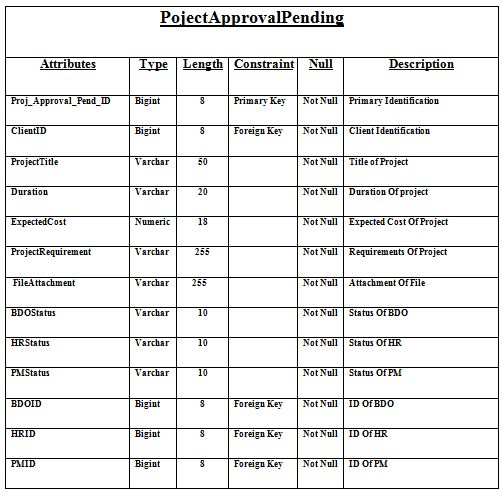 PojectApprovalPending
Attributes Type Length Constraint Null Description
Proj_Approval_Pend_ID Bigint 8 Primary Key Not Null Primary Identification
ClientID Bigint 8 Foreign Key Not Null Client Identification
ProjectTitle Varchar 50 Not Null Title of Project
Duration Varchar 20 Not Null Duration Of project
ExpectedCost Numeric 18 Not Null Expected Cost Of Project
ProjectRequirement Varchar 255 Not Null Requirements Of Project
FileAttachment Varchar 255 Not Null Attachment Of File
BDOStatus Varchar 10 Not Null Status Of BDO
HRStatus Varchar 10 Not Null Status Of HR
PMStatus Varchar 10 Not Null Status Of PM
BDOID Bigint 8 Foreign Key Not Null ID Of BDO
HRID Bigint 8 Foreign Key Not Null ID Of HR
PMID Bigint 8 Foreign Key Not Null ID Of PM